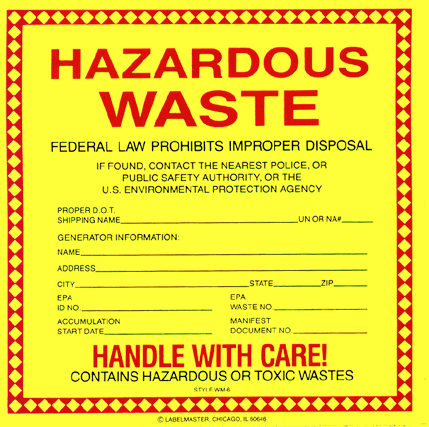 HAZARDOUS
WASTE
FEDERAL LAW PROHIBITS IMPROPER DISPOSAL
IF FOUND, CONTACT THE NEAREST POLICE, OR
PUBLIC SAFETY AUTHORITY, OR THE
U.S. ENVIRONMENTAL PROTECTION AGENCY
PROPER D.O.T.
SHIPPING NAME UN OR NA#
GENERATOR INFORMATION:
NAME
ADDRESS
CITY STATE ZIP
EPA EPA
ID NO. WASTE NO.
ACCUMULATION MANIFEST
START DATE DOCUMENT NO.
HANDLE WITH CARE!
CONTAINS HAZARDOUS OR TOXIC WASTES
STYLE WM-6
© LABELMASTER, CHICAGO, IL 60646